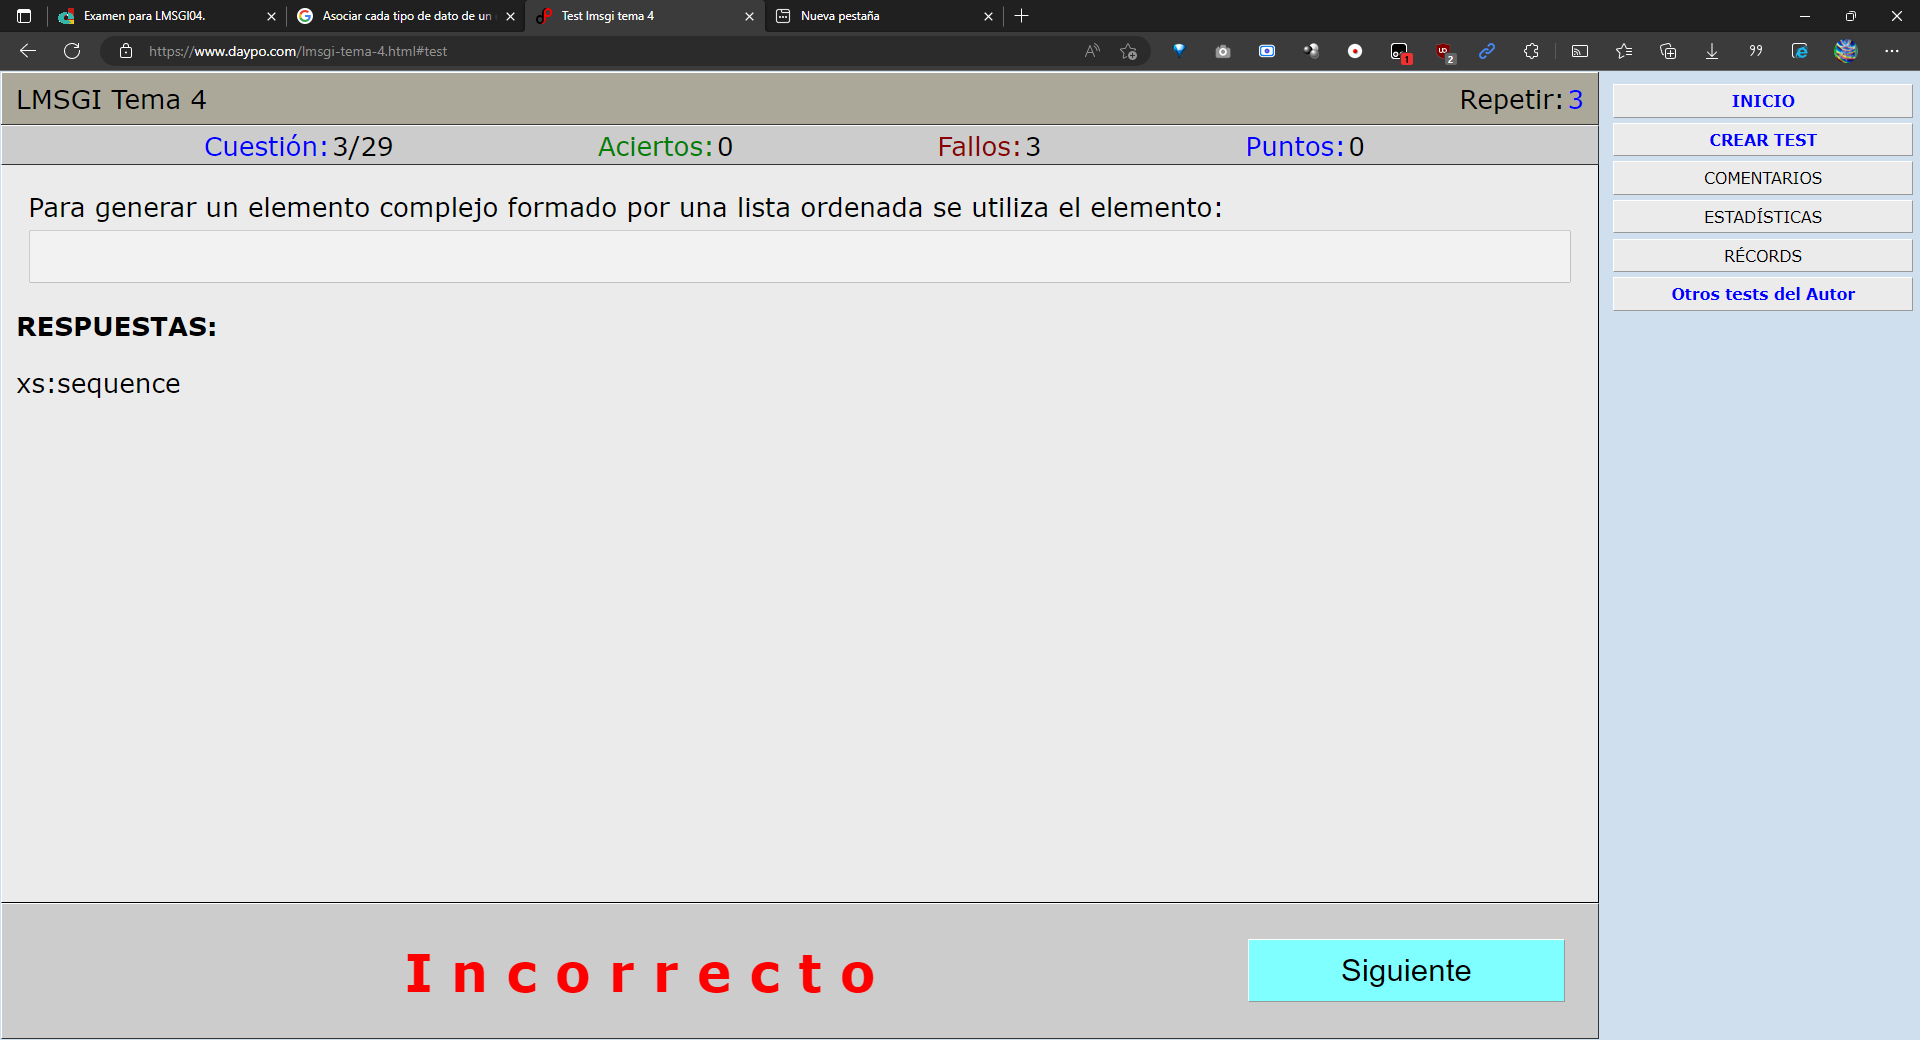 Examen para LMSGI04.
Asociar cada tipo de dato de un
Test lmsgi tema 4
Nueva pestaña
https://www.daypo.com/lmsgi-tema-4.html#test
LMSGI Tema 4
Repetir: 3
Cuestión: 3/29
Aciertos: 0
Fallos: 3
Puntos: 0
Para generar un elemento complejo formado por una lista ordenada se utiliza el elemento:
RESPUESTAS:
xs:sequence
Incorrecto
Siguiente
INICIO
CREAR TEST
COMENTARIOS
ESTADÍSTICAS
RÉCORDS
Otros tests del Autor